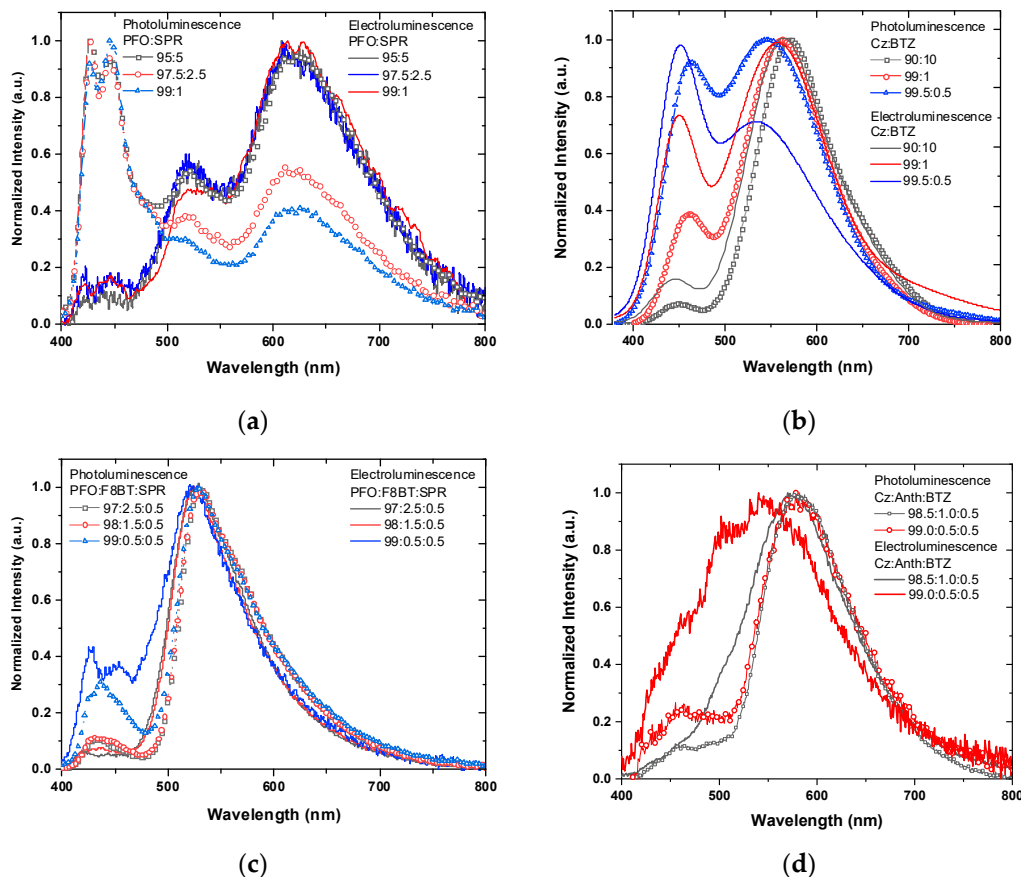 Photoluminescence
PFO:SPR
95:5
97.5:2.5
99:1
Electroluminescence
PFO:SPR
95:5
97.5:2.5
99:1
Normalized Intensity (a.u.)
1.0
0.8
0.6
0.4
0.2
0.0
400 500 600 700 800
Wavelength (nm)
(a)
Photoluminescence
Cz:BTZ
90:10
99:1
99.5:0.5
Electroluminescence
Cz:BTZ
90:10
99:1
99.5:0.5
Normalized Intensity (a.u.)
1.0
0.8
0.6
0.4
0.2
0.0
400 500 600 700 800
Wavelength (nm)
(b)
Photoluminescence
PFO:F8BT:SPR
97:2.5:0.5
98:1.5:0.5
99:0.5:0.5
Electroluminescence
PFO:F8BT:SPR
97:2.5:0.5
98:1.5:0.5
99:0.5:0.5
Normalized Intensity (a.u.)
1.0
0.8
0.6
0.4
0.2
0.0
400 500 600 700 800
Wavelength (nm)
(c)
Photoluminescence
Cz:Anth:BTZ
98.5:1.0:0.5
99.0:0.5:0.5
Electroluminescence
Cz:Anth:BTZ
98.5:1.0:0.5
99.0:0.5:0.5
Normalized Intensity (a.u.)
1.0
0.8
0.6
0.4
0.2
0.0
400 500 600 700 800
Wavelength (nm)
(d)